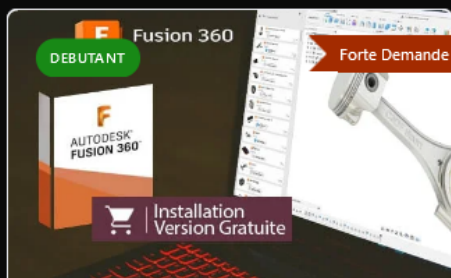 Fusion 360
DEBUTANT
Forte Demande
AUTODESK
FUSION 360
Installation
Version Gratuite